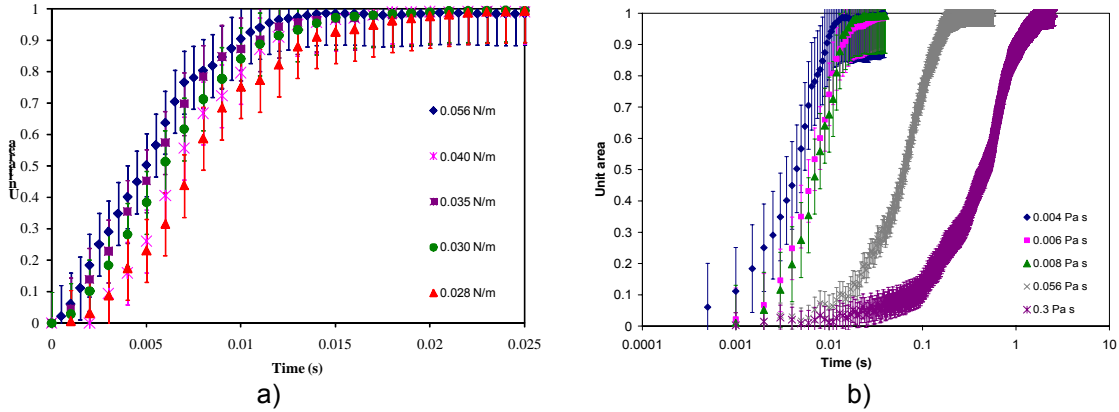 1
0.9
0.8
0.7
0.6
0.5
0.4
0.3
0.2
0.1
0
0.056 N/m
0.040 N/m
0.035 N/m
0.030 N/m
0.028 N/m
0 0.005 0.01 0.015 0.02 0.025
Time (s)
a)
Unit area
1
0.9
0.8
0.7
0.6
0.5
0.4
0.3
0.2
0.1
0
0.004 Pa s
0.006 Pa s
0.008 Pa s
0.056 Pa s
0.3 Pa s
0.0001 0.001 0.01 0.1 1 10
Time (s)
b)